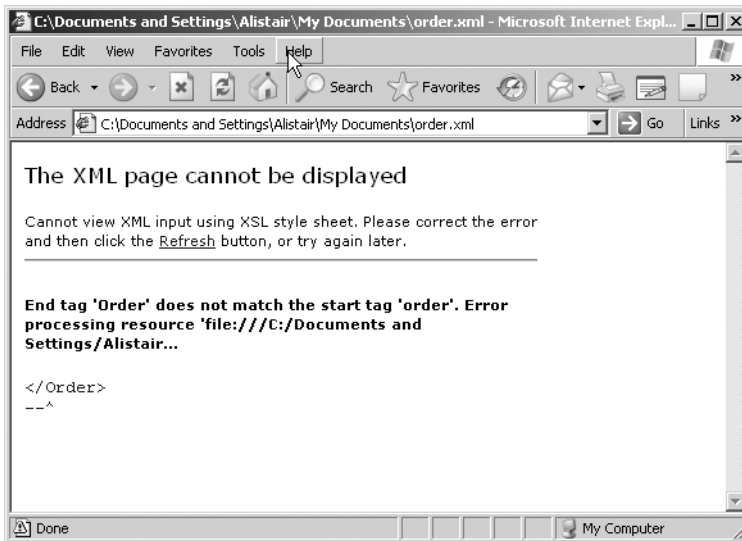 C:\Documents and Settings\Alistair\My Documents\order.xml - Microsoft Internet Expl...
File Edit View Favorites Tools Help
Back Search Favorites »
Address C:\Documents and Settings\Alistair\My Documents\order.xml Go Links »
The XML page cannot be displayed
Cannot view XML input using XSL style sheet. Please correct the error
and then click the Refresh button, or try again later.
End tag 'Order' does not match the start tag 'order'. Error
processing resource 'file:///C:/Documents and
Settings/Alistair...
</Order>
--^
Done My Computer